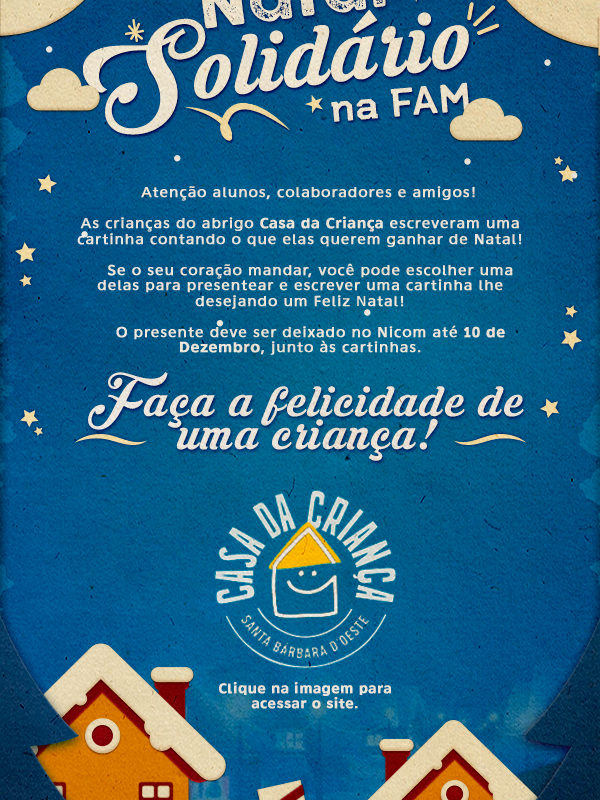 Natal
Solidário
na FAM
Atenção alunos, colaboradores e amigos!
As crianças do abrigo Casa da Criança escreveram uma
cartinha contando o que elas querem ganhar de Natal!
Se o seu coração mandar, você pode escolher uma
delas para presentear e escrever uma cartinha lhe
desejando um Feliz Natal!
O presente deve ser deixado no Nicom até 10 de
Dezembro, junto às cartinhas.
Faça a felicidade de
uma criança!
CASA DA CRIANÇA
SANTA BÁRBARA D'OESTE
Clique na imagem para
acessar o site.